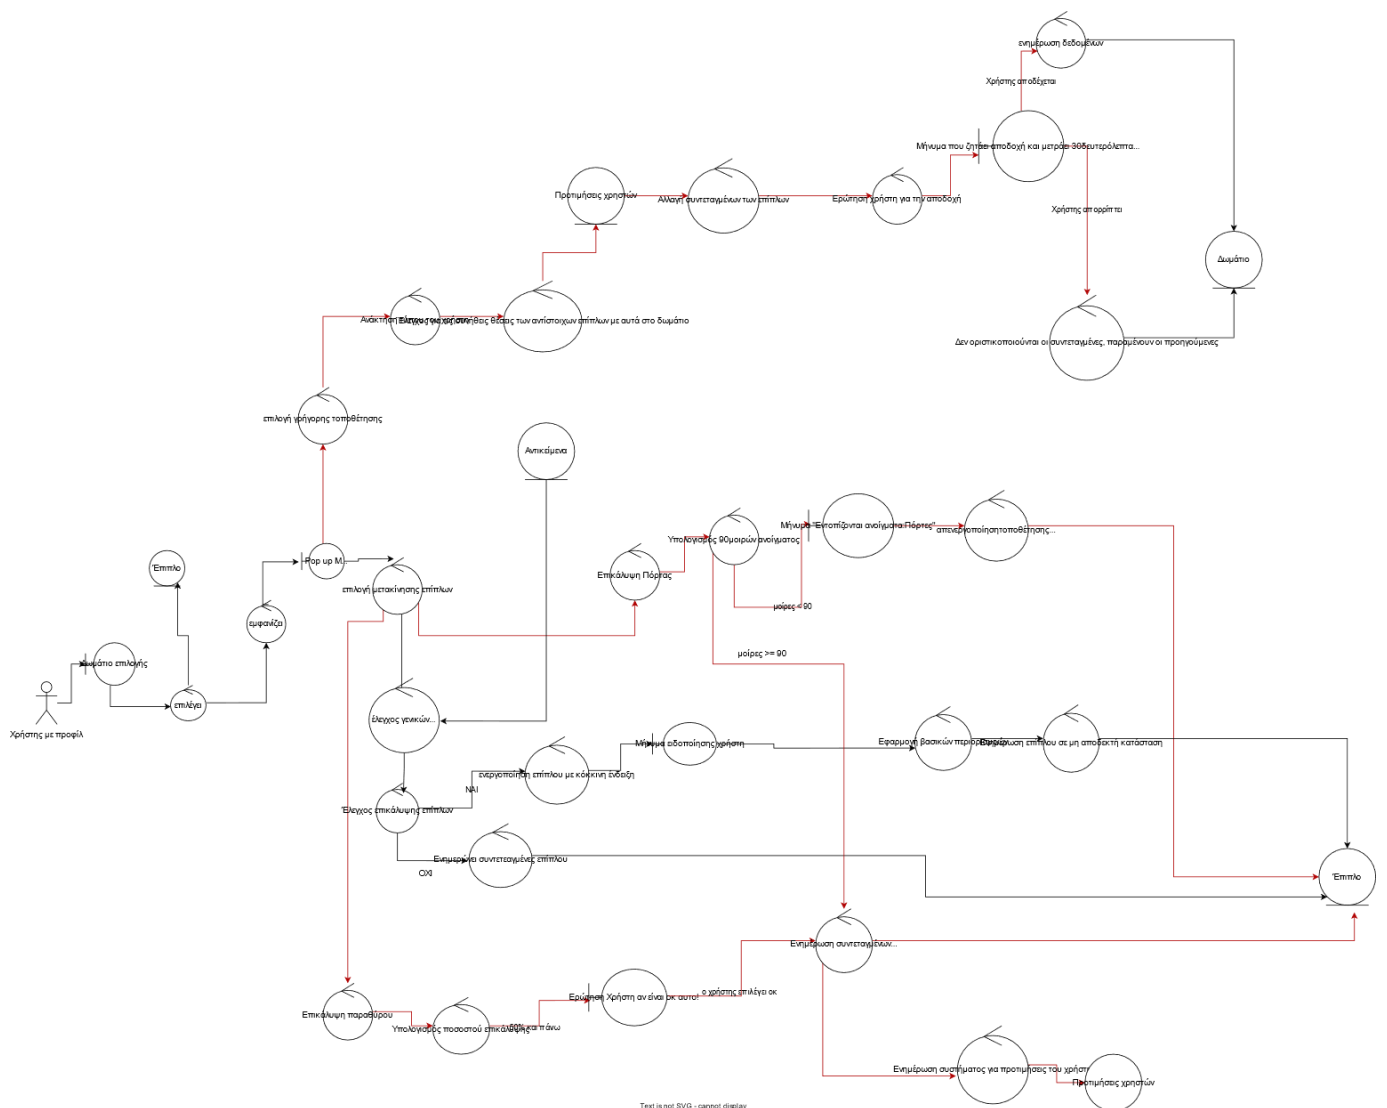 ενημέρωση δεδομένων
Χρήστης αποδέχεται
Μήνυμα που ζητάει αποδοχή και μετράει 30δευτερόλεπτα...
Προτιμήσεις χρηστών
Αλλαγή συντεταγμένων των επίπλων
Ερώτηση χρήστη για την αποδοχή
Χρήστης απορρίπτει
Δωμάτιο
συνήθεις θέσεις των αντίστοιχων επίπλων με αυτά στο δωμάτιο
Δεν οριστικοποιούνται οι συντεταγμένες, παραμένουν οι προηγούμενες
επιλογή γρήγορης τοποθέτησης
Αντικείμενα
Μήνυμα "Εντοπίζονται ανοίγματα:Πόρτες"
απενεργοποίησητοποθέτησης...
Υπολογισμός 90μοιρών ανοίγματος
Έπιπλο
Pop up M...
Επικάλυψη Πόρτας
επιλογή μετακίνησης επίπλων
μοίρες < 90
εμφανίζει
μοίρες >= 90
δωμάτιο επιλογής
επιλέγει
Χρήστης με προφίλ
έλεγχος γενικών...
Μήνυμα ειδοποίησης χρήστη
Εφαρμογή βασικών περιορισμών
Ενημέρωση επίπλου σε μη αποδεκτή κατάσταση
ενεργοποίηση επίπλου με κόκκινη ένδειξη
ΝΑΙ
Έλεγχος επικάλυψης επίπλων
Ενημερώνει συντετεαγμένες επίπλου
ΟΧΙ
Έπιπλο
Ενημέρωση συντεταγμένων...
Ερώτηση Χρήστη αν είναι οκ αυτο!
ο χρήστης επιλέγει οκ
Επικάλυψη παραθύρου
Υπολογισμός ποσοστού επικάλυψης
60% και πάνω
Ενημέρωση συστήματος για προτιμήσεις του χρήστη
Προτιμήσεις χρηστών
Text is not SVG - cannot display